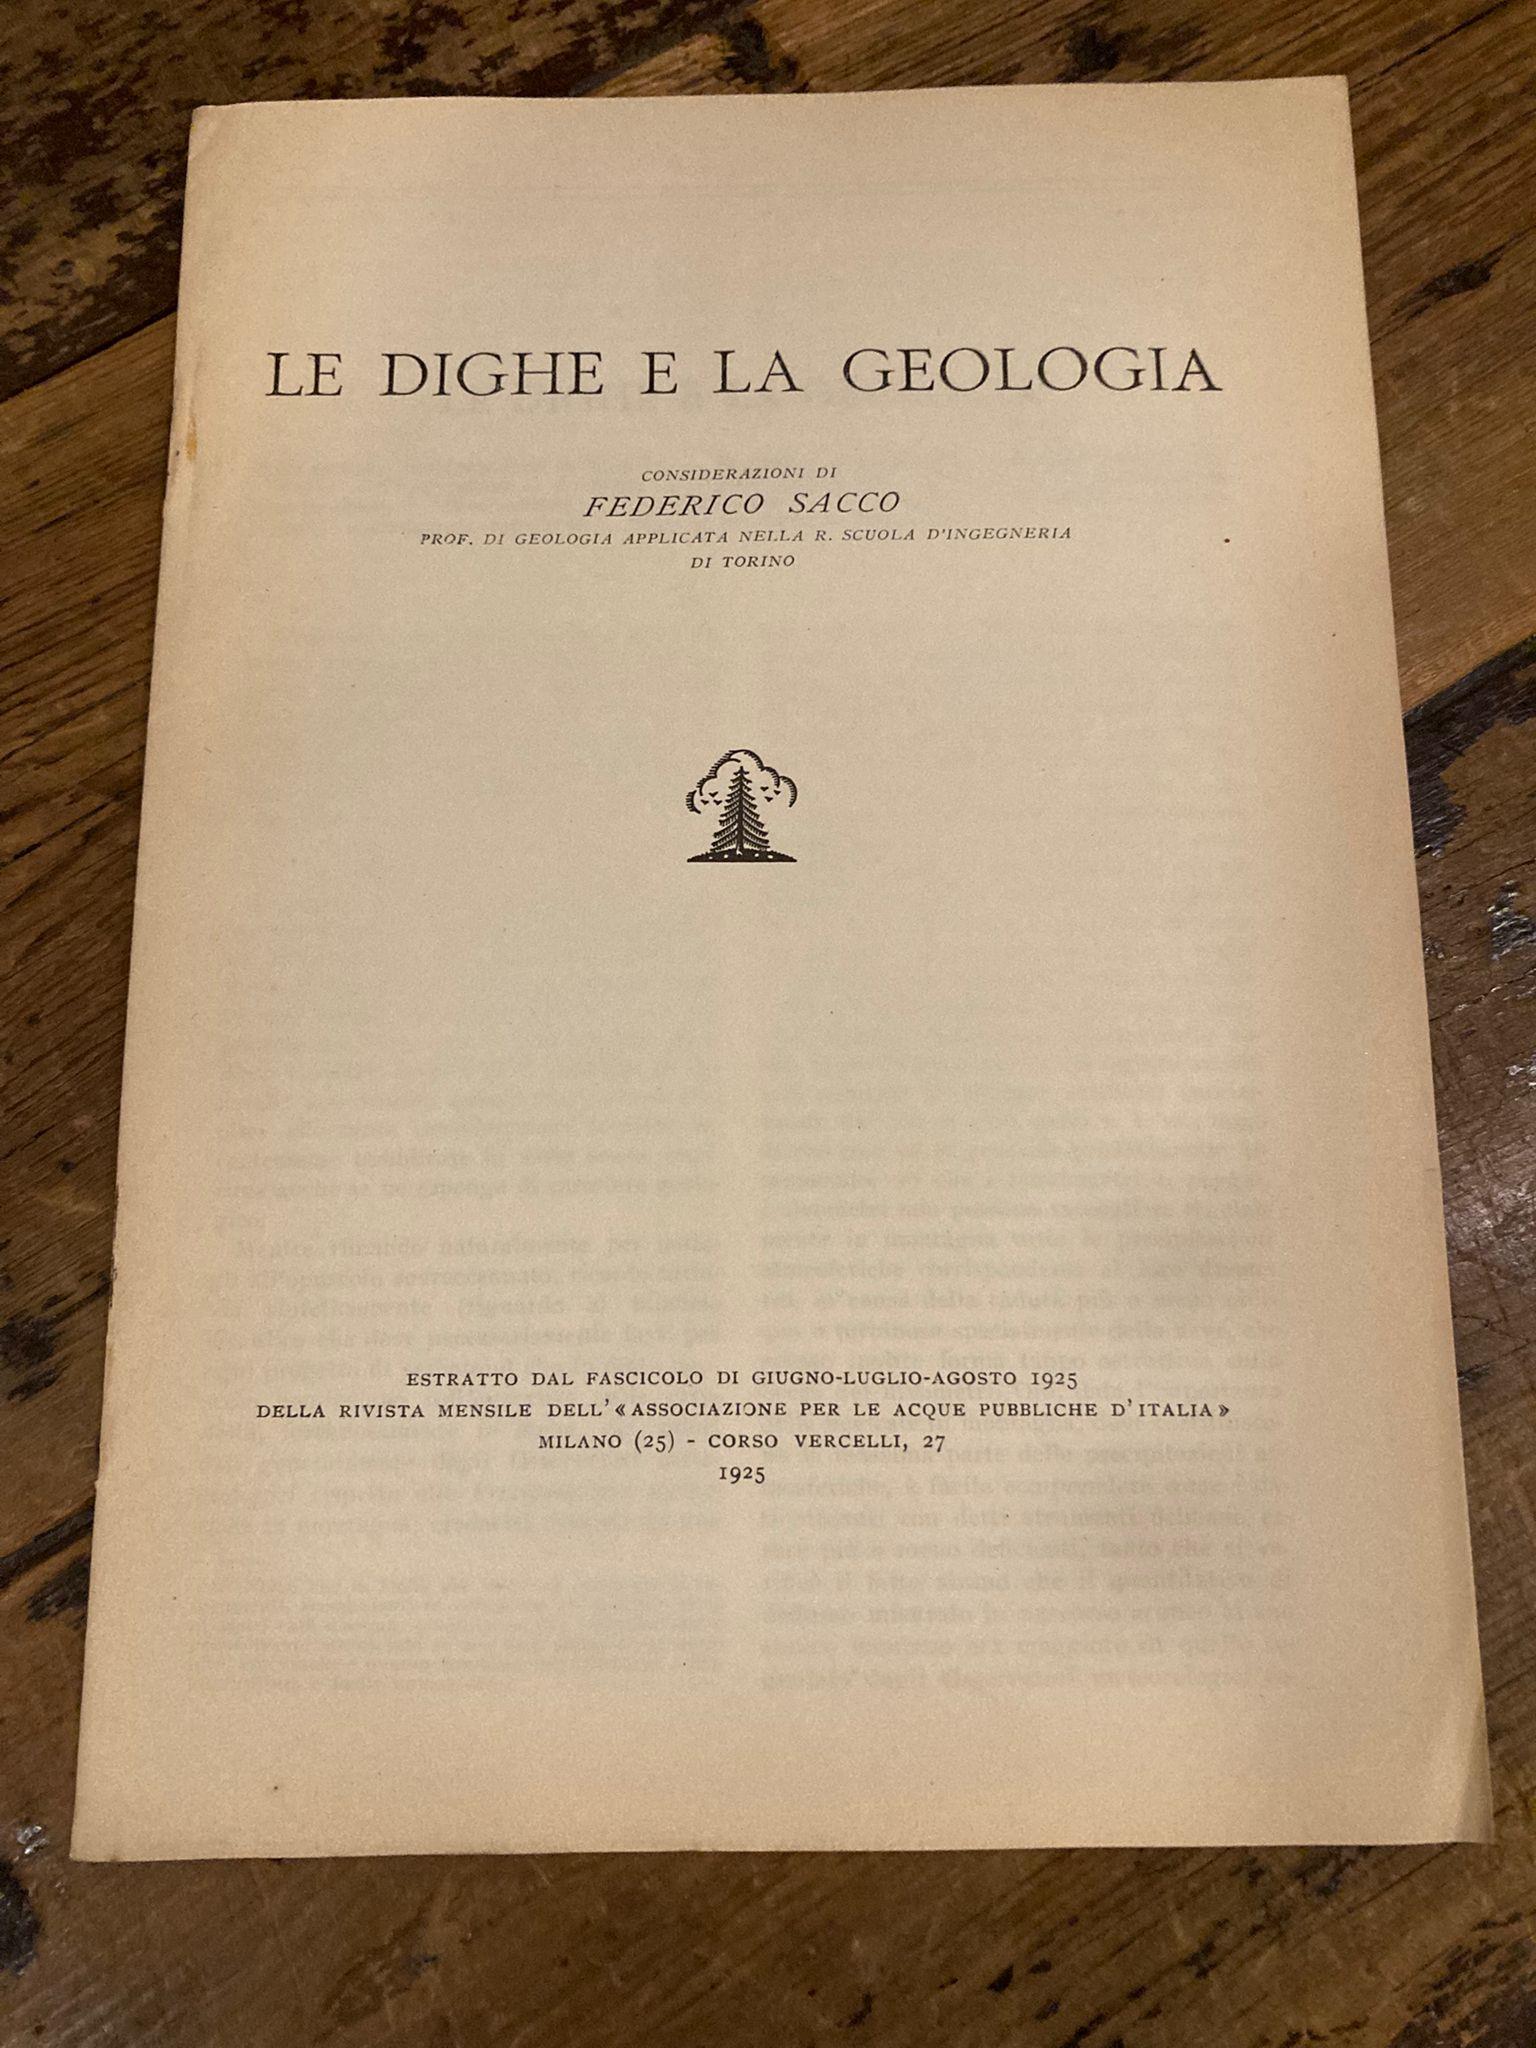 LE DIGHE E LA GEOLOGIA
CONSIDERAZIONI DI
FEDERICO SACCO
PROF. DI GEOLOGIA APPLICATA NELLA R. SCUOLA D'INGEGNERIA
DI TORINO
ESTRATTO DAL FASCICOLO DI GIUGNO-LUGLIO-AGOSTO 1925
DELLA RIVISTA MENSILE DELL'«ASSOCIAZIONE PER LE ACQUE PUBBLICHE D'ITALIA»
MILANO (25) - CORSO VERCELLI, 27
1925